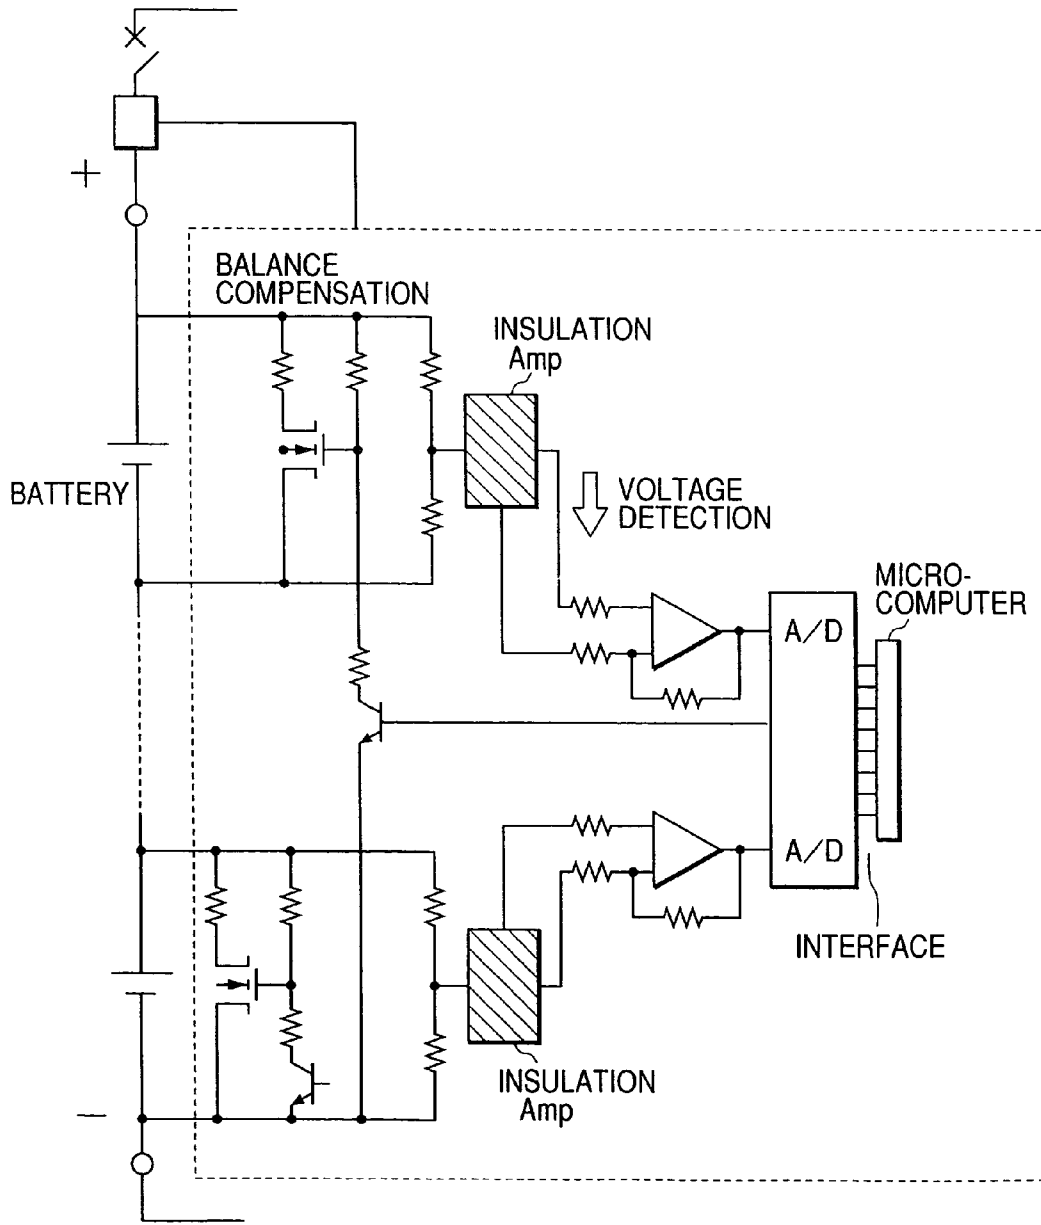 +
BALANCE
COMPENSATION
INSULATION
Amp
BATTERY
VOLTAGE
DETECTION
MICRO-
COMPUTER
A/D
A/D
INTERFACE
INSULATION
Amp
—